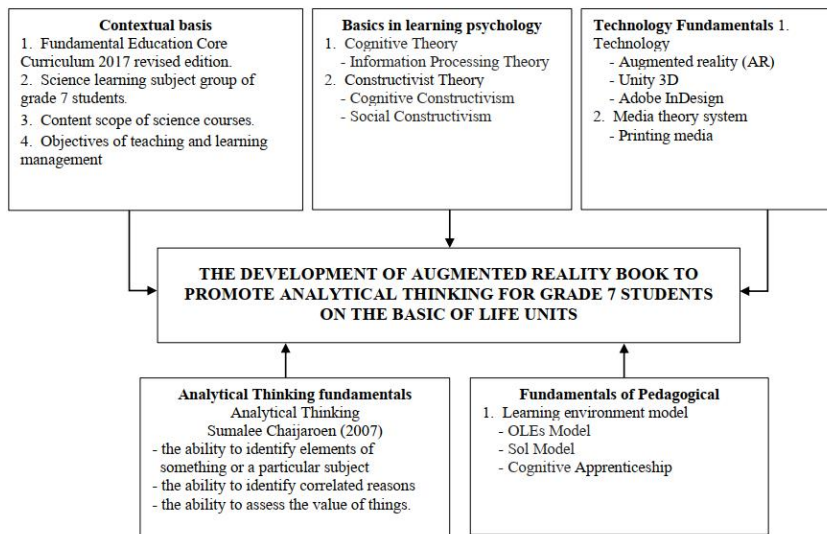 Contextual basis
1. Fundamental Education Core
Curriculum 2017 revised edition.
2. Science learning subject group of
grade 7 students.
3. Content scope of science courses.
4. Objectives of teaching and learning
management
Basics in learning psychology
1. Cognitive Theory
- Information Processing Theory
2. Constructivist Theory
- Cognitive Constructivism
- Social Constructivism
Technology Fundamentals 1.
Technology
- Augmented reality (AR)
- Unity 3D
- Adobe InDesign
2. Media theory system
- Printing media
THE DEVELOPMENT OF AUGMENTED REALITY BOOK TO
PROMOTE ANALYTICAL THINKING FOR GRADE 7 STUDENTS
ON THE BASIC OF LIFE UNITS
Analytical Thinking fundamentals
Analytical Thinking
Sumalee Chaijaroen (2007)
- the ability to identify elements of
something or a particular subject
- the ability to identify correlated reasons
- the ability to assess the value of things.
Fundamentals of Pedagogical
1. Learning environment model
- OLEs Model
- Sol Model
- Cognitive Apprenticeship